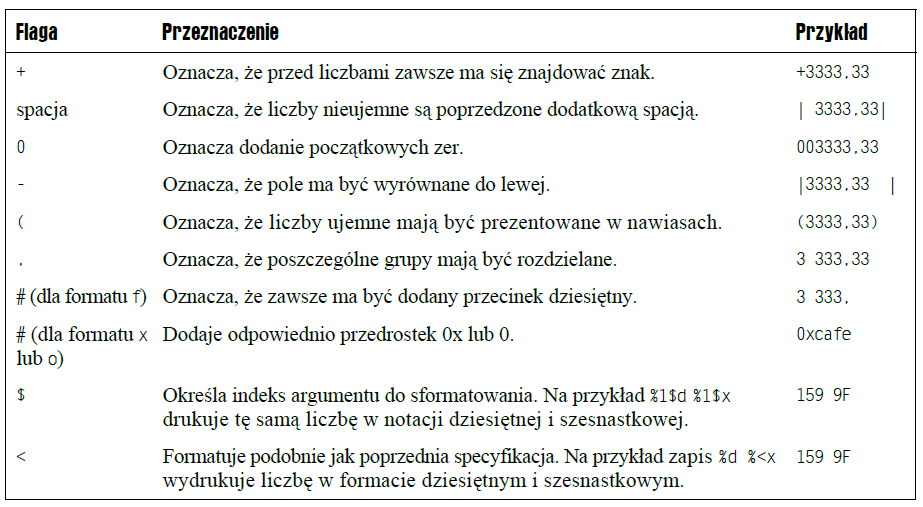 Flaga Przeznaczenie Przykład
+ Oznacza, że przed liczbami zawsze ma się znajdować znak. +3333,33
spacja Oznacza, że liczby nieujemne są poprzedzone dodatkową spacją. | 3333,33|
0 Oznacza dodanie początkowych zer. 003333,33
- Oznacza, że pole ma być wyrównane do lewej. |3333,33 |
( Oznacza, że liczby ujemne mają być prezentowane w nawiasach. (3333,33)
, Oznacza, że poszczególne grupy mają być rozdzielane. 3 333,33
# (dla formatu f) Oznacza, że zawsze ma być dodany przecinek dziesiętny. 3 333,
# (dla formatu x Dodaje odpowiednio przedrostek 0x lub 0. 0xcafe
lub o)
$ Określa indeks argumentu do sformatowania. Na przykład %1$d %1$x 159 9F
drukuje tę samą liczbę w notacji dziesiętnej i szesnastkowej.
< Formatuje podobnie jak poprzednia specyfikacja. Na przykład zapis %d %<x 159 9F
wydrukuje liczbę w formacie dziesiętnym i szesnastkowym.